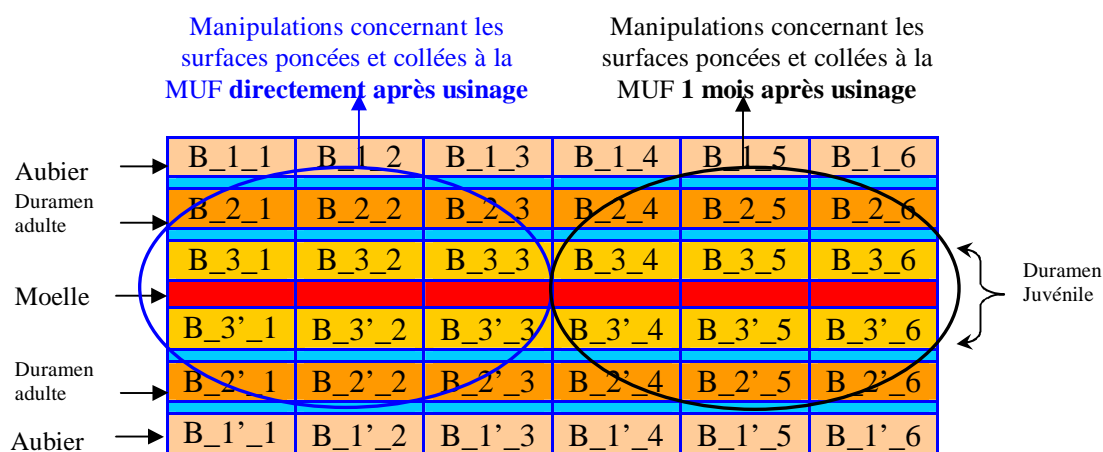 Manipulations concernant les
surfaces poncées et collées à la
MUF directement après usinage
Manipulations concernant les
surfaces poncées et collées à la
MUF 1 mois après usinage
Aubier
B_1_1 B_1_2 B_1_3 B_1_4 B_1_5 B_1_6
Duramen
adulte
B_2_1 B_2_2 B_2_3 B_2_4 B_2_5 B_2_6
B_3_1 B_3_2 B_3_3 B_3_4 B_3_5 B_3_6
Moelle
Duramen
Juvénile
B_3’_1 B_3’_2 B_3’_3 B_3’_4 B_3’_5 B_3’_6
Duramen
adulte
B_2’_1 B_2’_2 B_2’_3 B_2’_4 B_2’_5 B_2’_6
Aubier
B_1’_1 B_1’_2 B_1’_3 B_1’_4 B_1’_5 B_1’_6